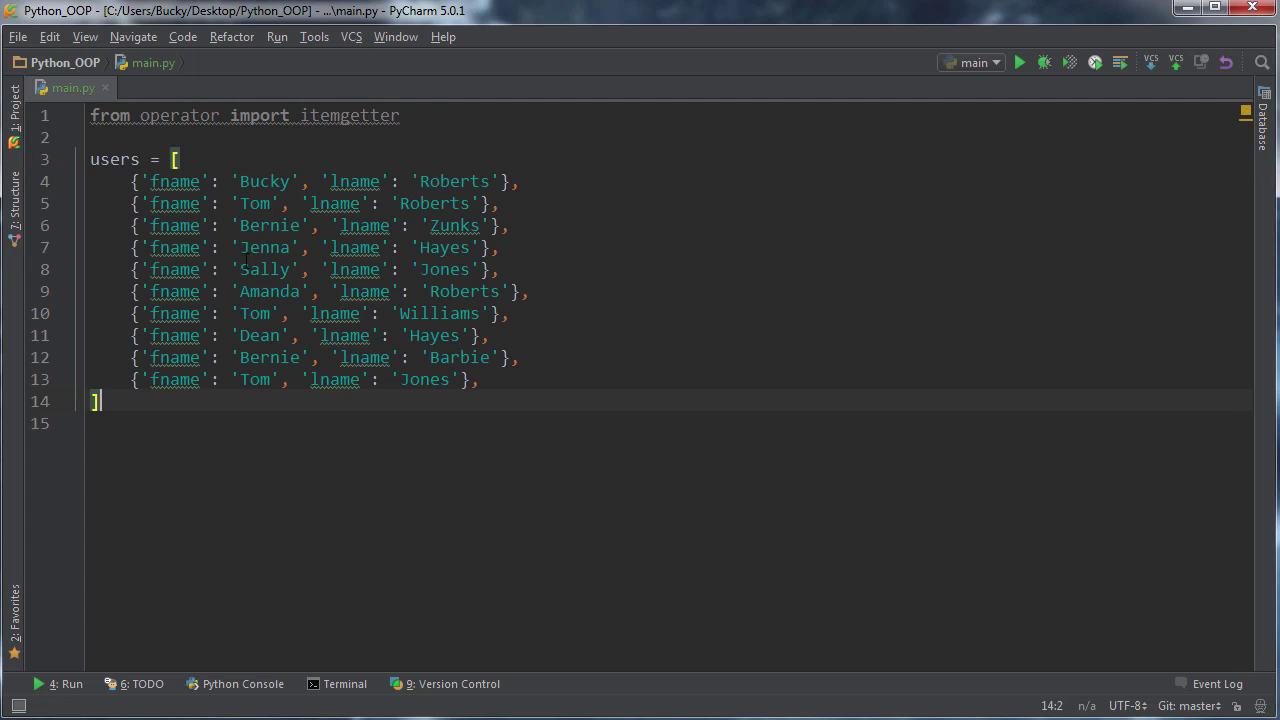 Python_OOP - [C:/Users/Bucky/Desktop/Python_OOP] - ...\main.py - PyCharm 5.0.1
File Edit View Navigate Code Refactor Run Tools VCS Window Help
Python_OOP main.py main VCS VCS
1: Project
7: Structure
2: Favorites
Database
main.py
1 from operator import itemgetter
2
3 users = [
4 {'fname': 'Bucky', 'lname': 'Roberts'},
5 {'fname': 'Tom', 'lname': 'Roberts'},
6 {'fname': 'Bernie', 'lname': 'Zunks'},
7 {'fname': 'Jenna', 'lname': 'Hayes'},
8 {'fname': 'Sally', 'lname': 'Jones'},
9 {'fname': 'Amanda', 'lname': 'Roberts'},
10 {'fname': 'Tom', 'lname': 'Williams'},
11 {'fname': 'Dean', 'lname': 'Hayes'},
12 {'fname': 'Bernie', 'lname': 'Barbie'},
13 {'fname': 'Tom', 'lname': 'Jones'},
14 ]
15
4: Run 6: TODO Python Console Terminal 9: Version Control Event Log
14:2 n/a UTF-8 Git: master